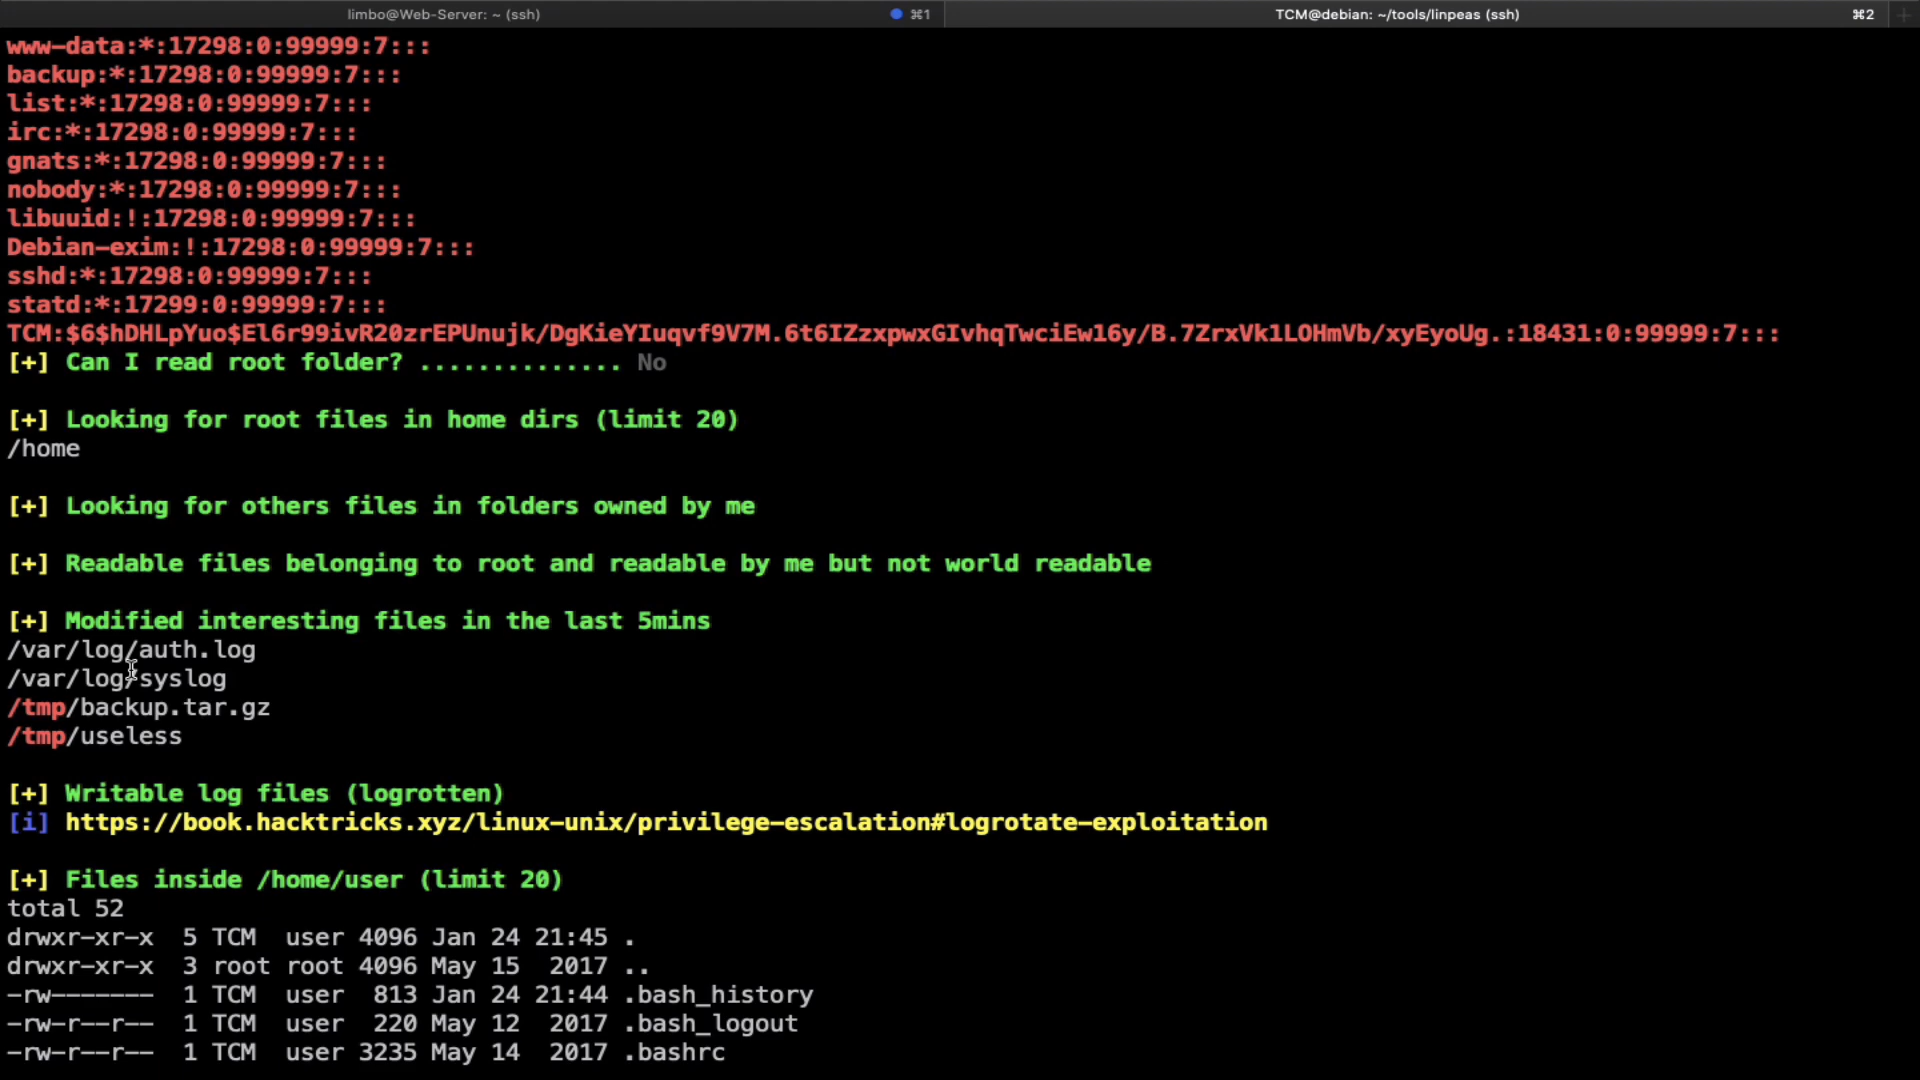 limbo@Web-Server: ~ (ssh) ⌘1 TCM@debian: ~/tools/linpeas (ssh) ⌘2
www-data:*:17298:0:99999:7:::
backup:*:17298:0:99999:7:::
list:*:17298:0:99999:7:::
irc:*:17298:0:99999:7:::
gnats:*:17298:0:99999:7:::
nobody:*:17298:0:99999:7:::
libuuid:!:17298:0:99999:7:::
Debian-exim:!:17298:0:99999:7:::
sshd:*:17298:0:99999:7:::
statd:*:17299:0:99999:7:::
TCM:$6$hDHLpYuo$El6r99ivR20zrEPUnujk/DgKieYIuqvf9V7M.6t6IZzxpwxGIvhqTwciEw16y/B.7ZrxVk1LOHmVb/xyEyoUg.:18431:0:99999:7:::
[+] Can I read root folder? .............. No
[+] Looking for root files in home dirs (limit 20)
/home
[+] Looking for others files in folders owned by me
[+] Readable files belonging to root and readable by me but not world readable
[+] Modified interesting files in the last 5mins
/var/log/auth.log
/var/log/syslog
/tmp/backup.tar.gz
/tmp/useless
[+] Writable log files (logrotten)
[i] https://book.hacktricks.xyz/linux-unix/privilege-escalation#logrotate-exploitation
[+] Files inside /home/user (limit 20)
total 52
drwxr-xr-x  5 TCM  user 4096 Jan 24 21:45 .
drwxr-xr-x  3 root root 4096 May 15  2017 ..
-rw-------  1 TCM  user  813 Jan 24 21:44 .bash_history
-rw-r--r--  1 TCM  user  220 May 12  2017 .bash_logout
-rw-r--r--  1 TCM  user 3235 May 14  2017 .bashrc